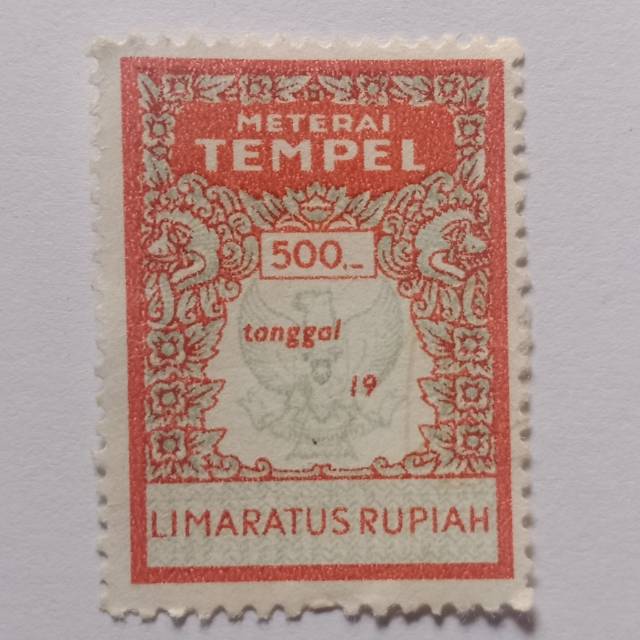 METERAI
TEMPEL
500,-
tanggal
19
LIMARATUS RUPIAH